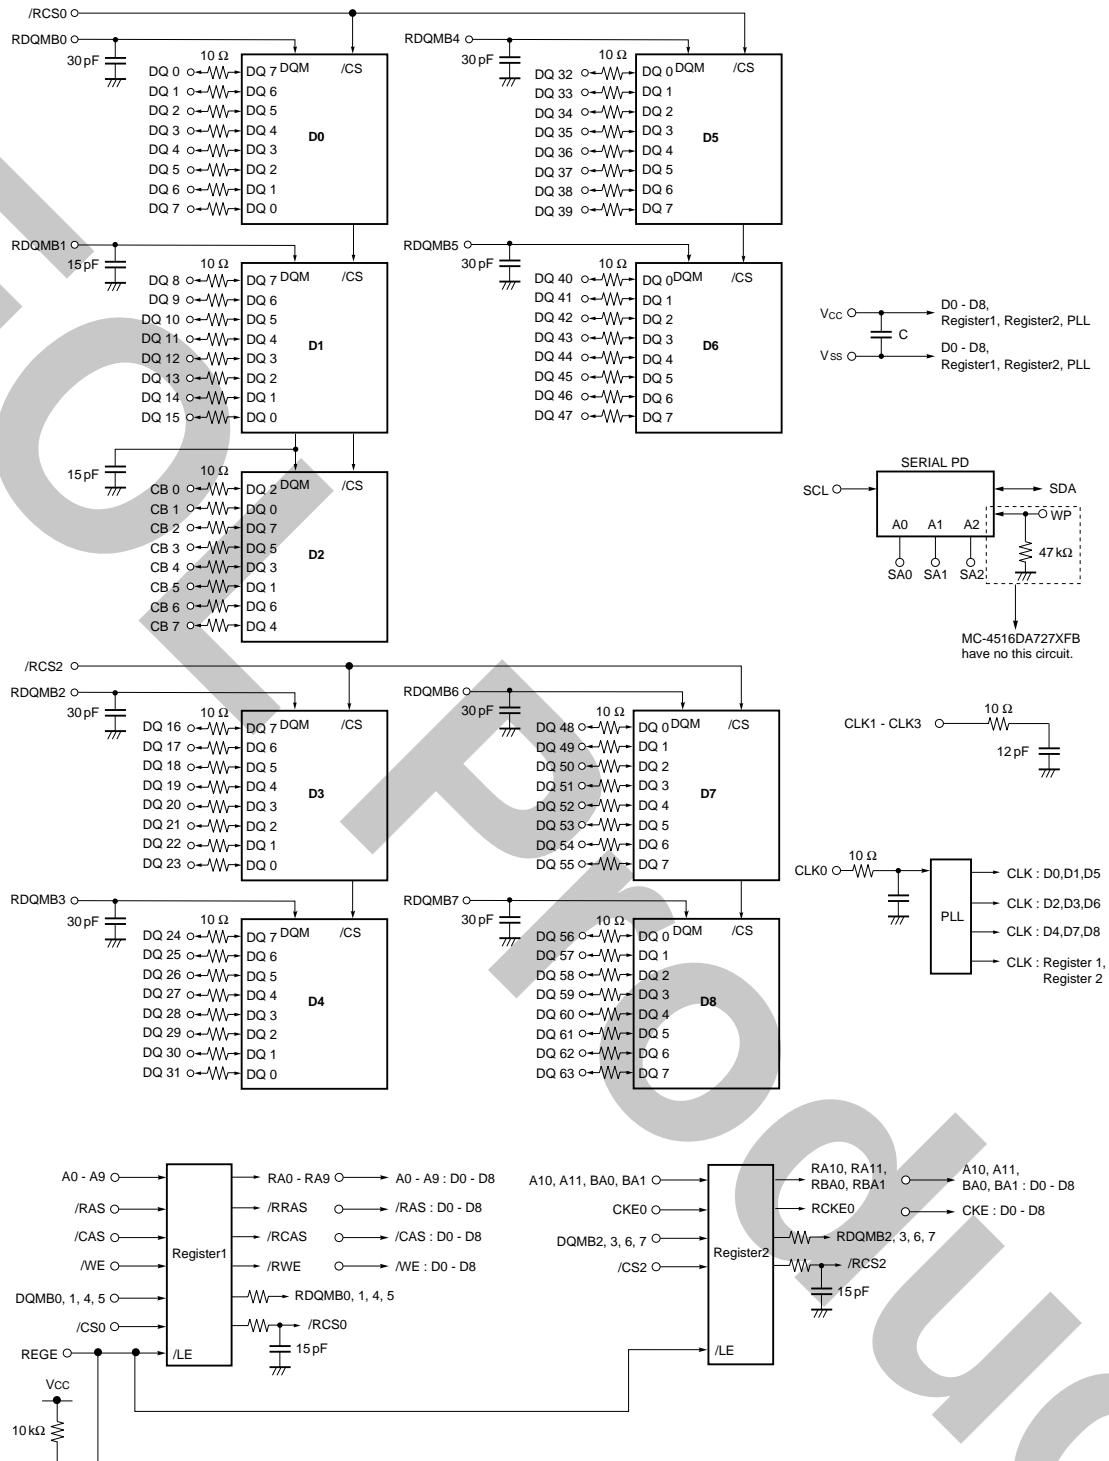 /RCS0
RDQMB0
30 pF
10 Ω
DQM
/CS
D0
DQ 0 DQ 7
DQ 1 DQ 6
DQ 2 DQ 5
DQ 3 DQ 4
DQ 4 DQ 3
DQ 5 DQ 2
DQ 6 DQ 1
DQ 7 DQ 0
RDQMB4
30 pF
10 Ω
DQM
/CS
D5
DQ 32 DQ 0
DQ 33 DQ 1
DQ 34 DQ 2
DQ 35 DQ 3
DQ 36 DQ 4
DQ 37 DQ 5
DQ 38 DQ 6
DQ 39 DQ 7
RDQMB1
15 pF
10 Ω
DQM
/CS
D1
DQ 8 DQ 7
DQ 9 DQ 6
DQ 10 DQ 5
DQ 11 DQ 4
DQ 12 DQ 3
DQ 13 DQ 2
DQ 14 DQ 1
DQ 15 DQ 0
RDQMB5
30 pF
10 Ω
DQM
/CS
D6
DQ 40 DQ 0
DQ 41 DQ 1
DQ 42 DQ 2
DQ 43 DQ 3
DQ 44 DQ 4
DQ 45 DQ 5
DQ 46 DQ 6
DQ 47 DQ 7
VCC
D0 - D8,
Register1, Register2, PLL
C
VSS
D0 - D8,
Register1, Register2, PLL
15 pF
10 Ω
DQM
/CS
D2
CB 0 DQ 2
CB 1 DQ 0
CB 2 DQ 7
CB 3 DQ 5
CB 4 DQ 3
CB 5 DQ 1
CB 6 DQ 6
CB 7 DQ 4
SERIAL PD
SCL
SDA
WP
A0 A1 A2
47 kΩ
SA0 SA1 SA2
MC-4516DA727XFB
have no this circuit.
/RCS2
RDQMB2
30 pF
10 Ω
DQM
/CS
D3
DQ 16 DQ 7
DQ 17 DQ 6
DQ 18 DQ 5
DQ 19 DQ 4
DQ 20 DQ 3
DQ 21 DQ 2
DQ 22 DQ 1
DQ 23 DQ 0
RDQMB6
30 pF
10 Ω
DQM
/CS
D7
DQ 48 DQ 0
DQ 49 DQ 1
DQ 50 DQ 2
DQ 51 DQ 3
DQ 52 DQ 4
DQ 53 DQ 5
DQ 54 DQ 6
DQ 55 DQ 7
CLK1 - CLK3
10 Ω
12 pF
RDQMB3
30 pF
10 Ω
DQM
/CS
D4
DQ 24 DQ 7
DQ 25 DQ 6
DQ 26 DQ 5
DQ 27 DQ 4
DQ 28 DQ 3
DQ 29 DQ 2
DQ 30 DQ 1
DQ 31 DQ 0
RDQMB7
30 pF
10 Ω
DQM
/CS
D8
DQ 56 DQ 0
DQ 57 DQ 1
DQ 58 DQ 2
DQ 59 DQ 3
DQ 60 DQ 4
DQ 61 DQ 5
DQ 62 DQ 6
DQ 63 DQ 7
CLK0
10 Ω
PLL
CLK : D0,D1,D5
CLK : D2,D3,D6
CLK : D4,D7,D8
CLK : Register 1,
Register 2
A0 - A9 RA0 - RA9 A0 - A9 : D0 - D8
/RAS /RRAS /RAS : D0 - D8
/CAS Register1 /RCAS /CAS : D0 - D8
/WE /RWE /WE : D0 - D8
DQMB0, 1, 4, 5 RDQMB0, 1, 4, 5
/CS0 /RCS0
15 pF
REGE /LE
VCC
10 kΩ
A10, A11, BA0, BA1
RA10, RA11,
RBA0, RBA1
A10, A11,
BA0, BA1 : D0 - D8
CKE0 RCKE0 CKE : D0 - D8
DQMB2, 3, 6, 7 RDQMB2, 3, 6, 7
Register2
/CS2 /RCS2
15 pF
/LE
Produc